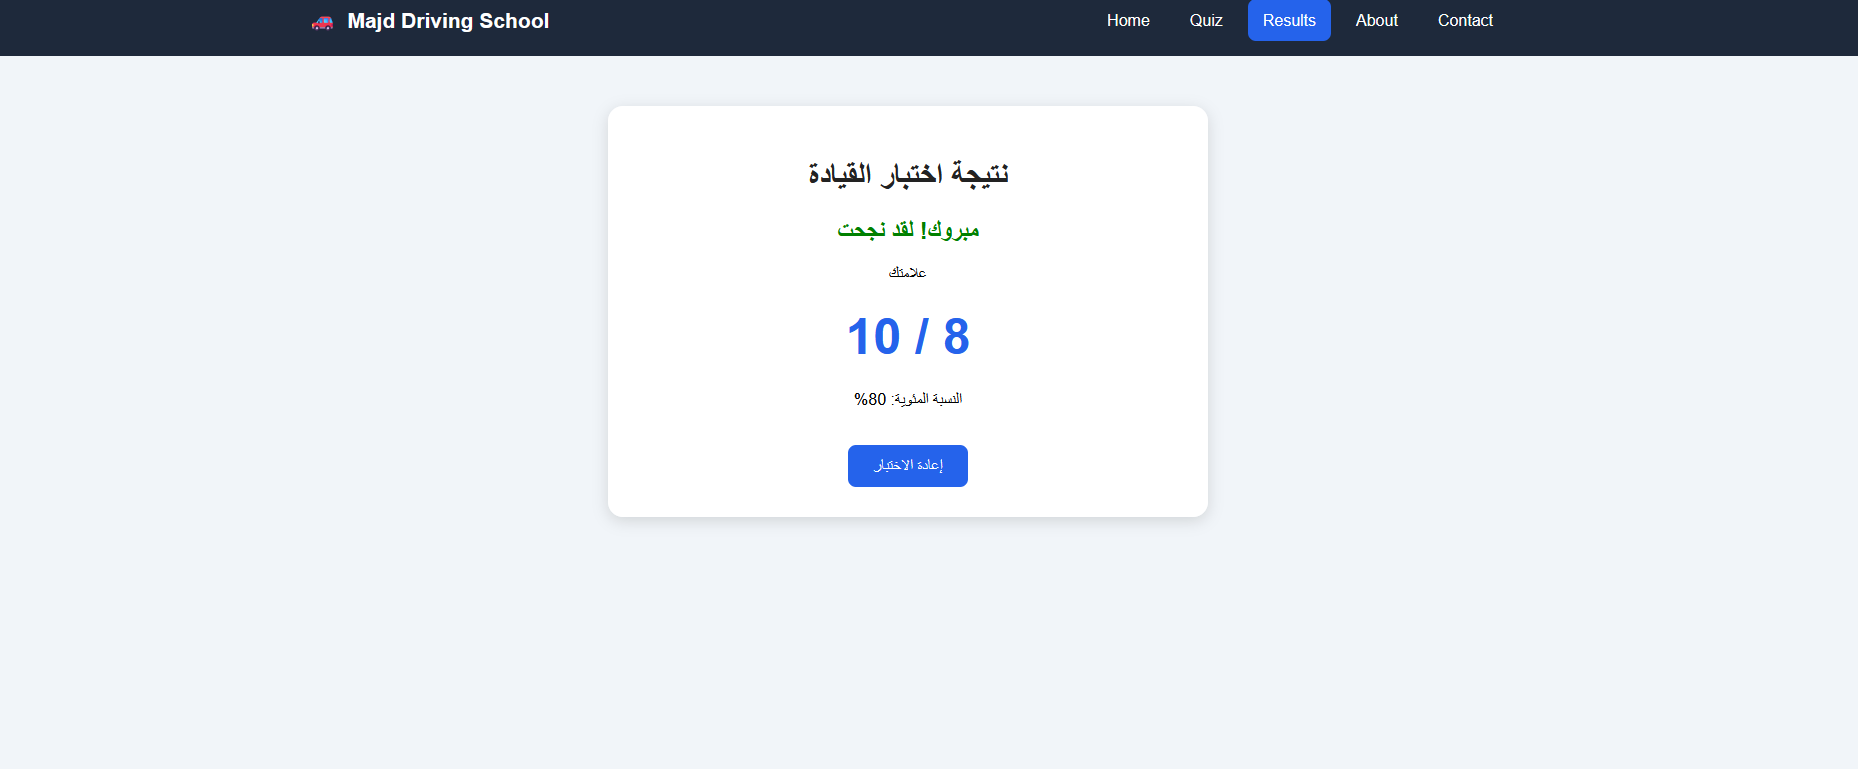 Majd Driving School
Home
Quiz
Results
About
Contact
نتيجة اختبار القيادة
مبروك! لقد نجحت
علامتك
8 / 10
النسبة المئوية: 80%
إعادة الاختبار